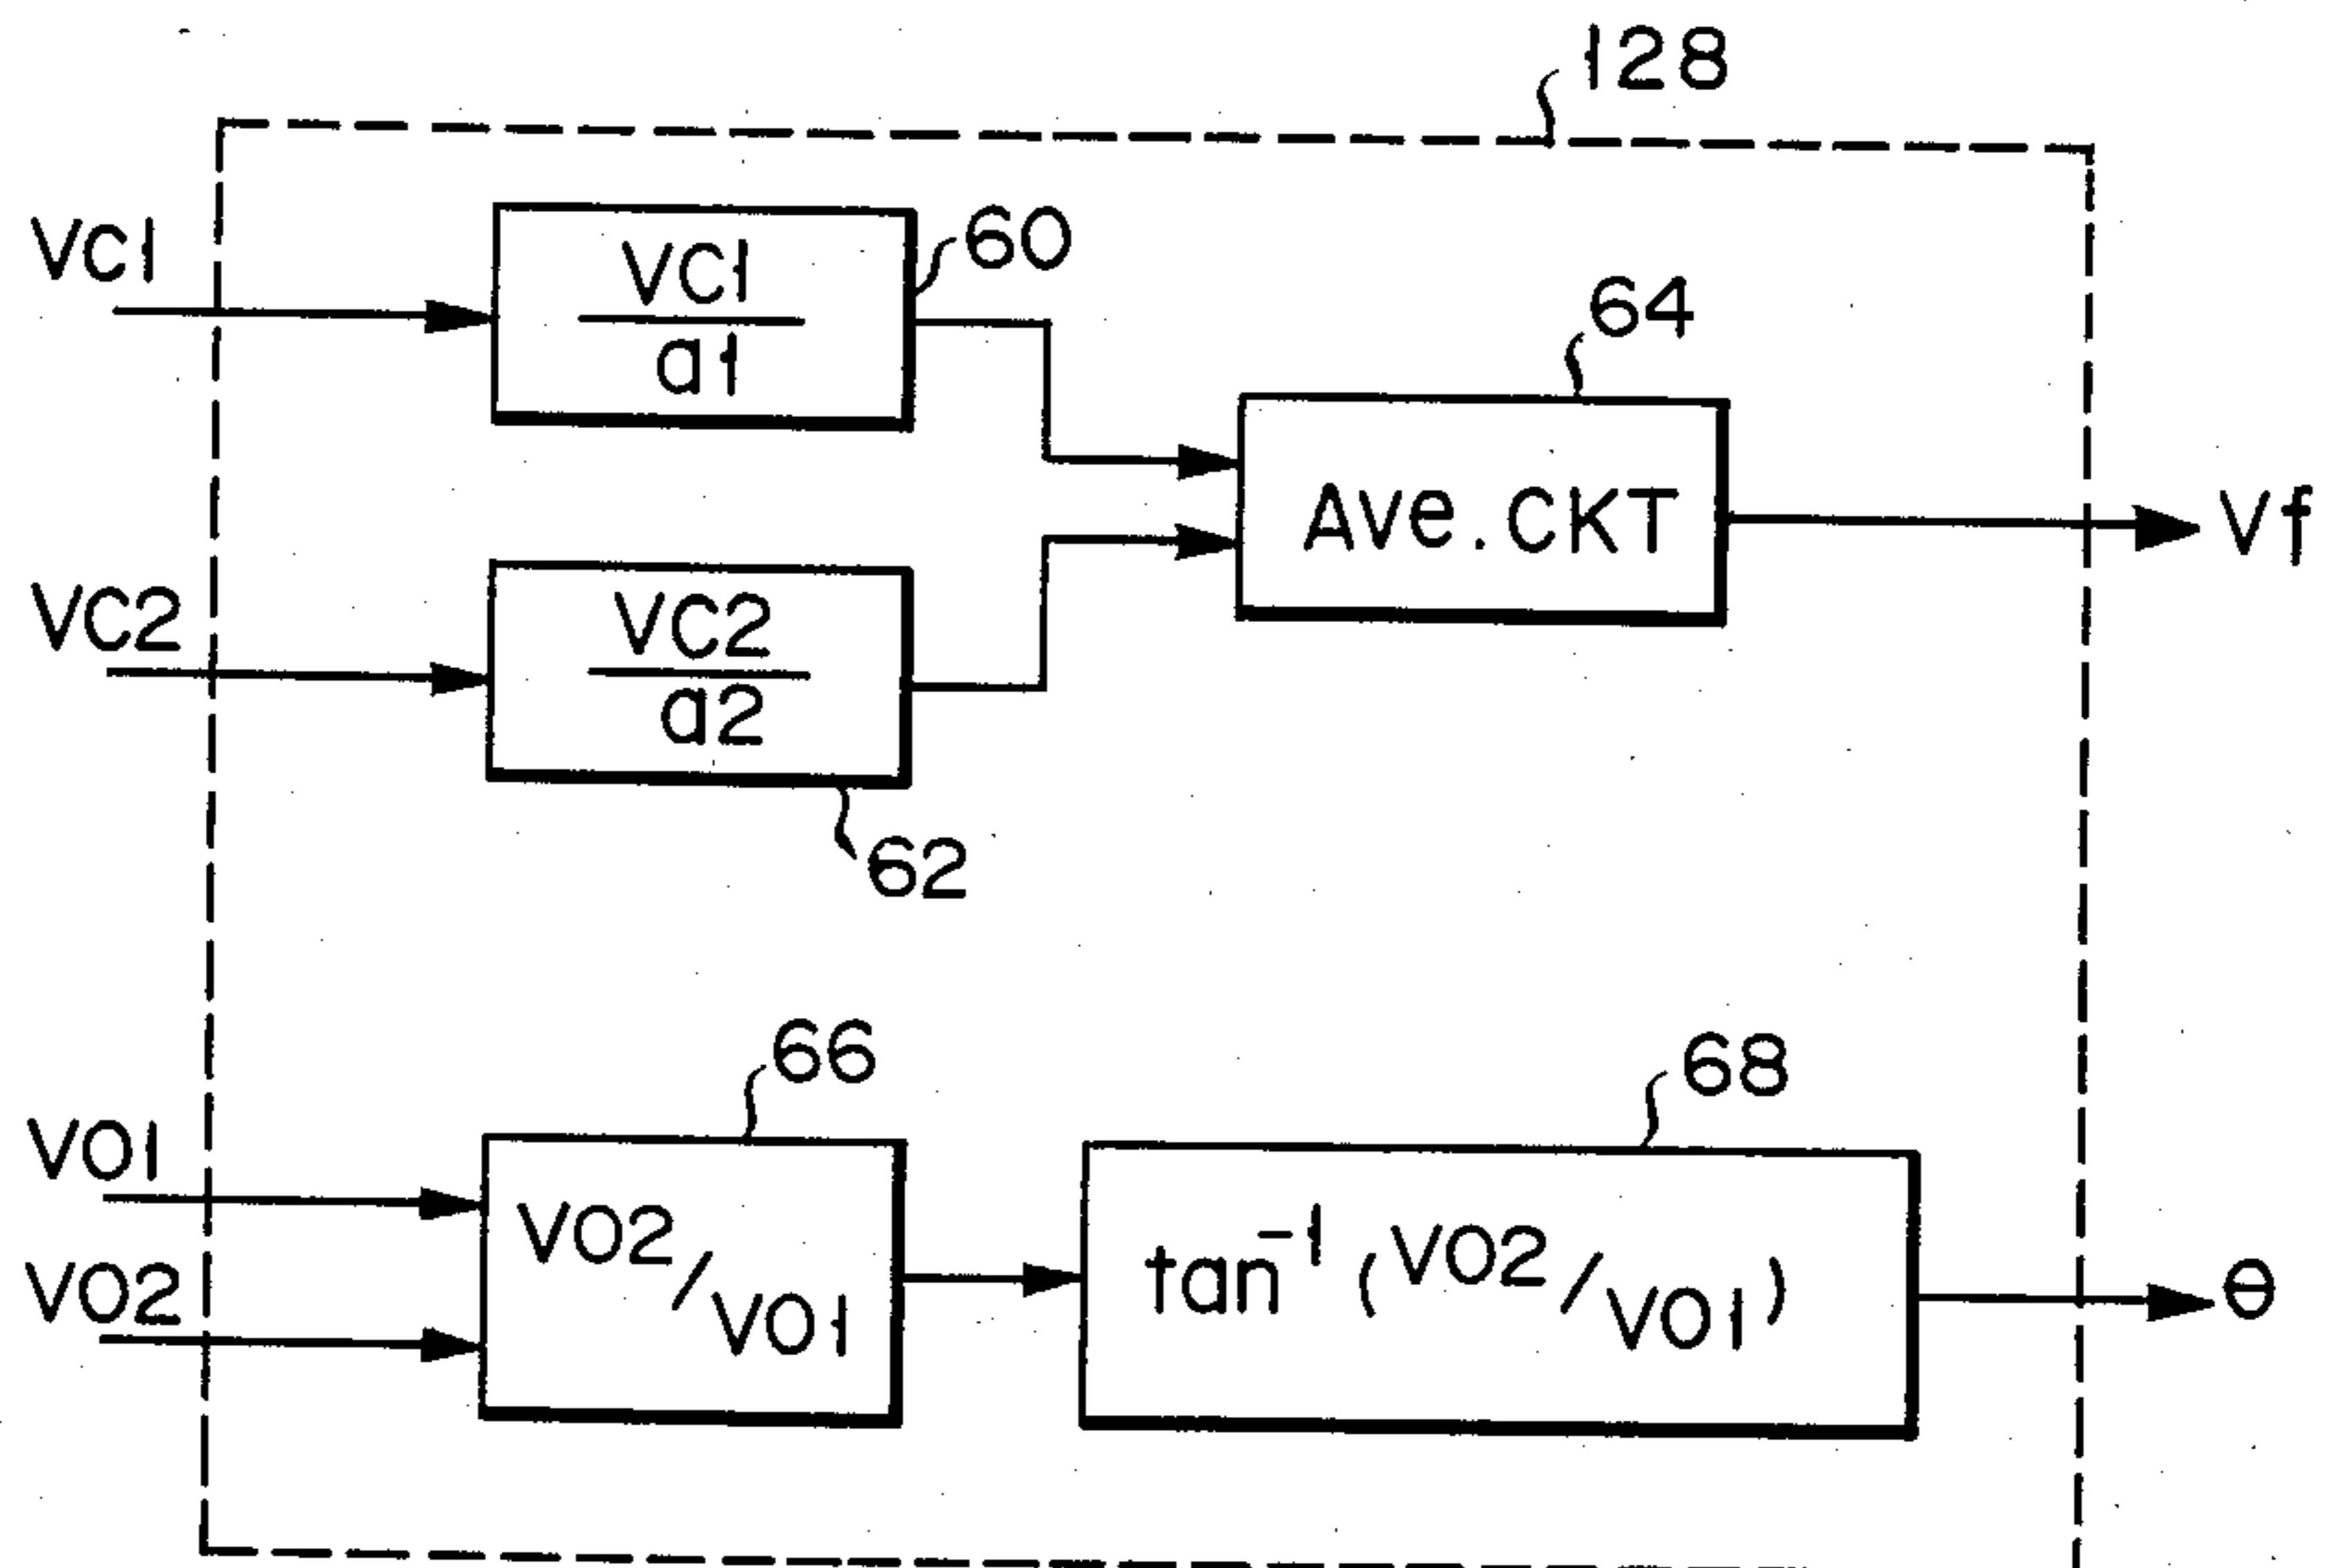 128
VC1
VC1
a1
60
64
Ave. CKT
Vf
VC2
VC2
a2
62
66
68
VO1
VO2
VO2/VO1
tan⁻¹ (VO2/VO1)
θ